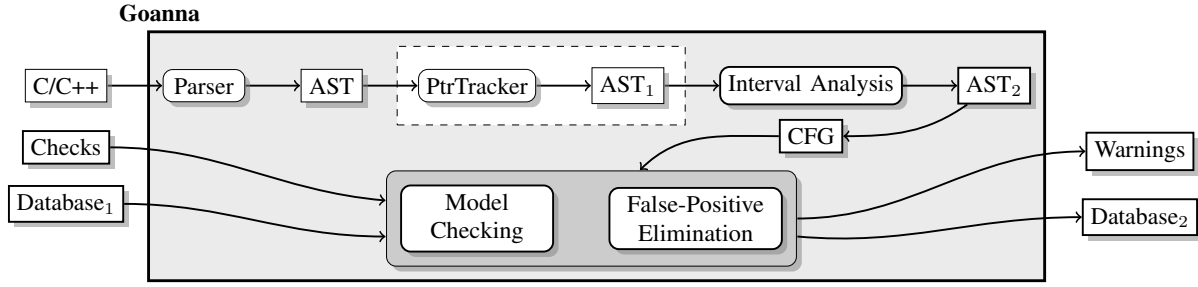 Goanna
C/C++
Parser
AST
PtrTracker
AST₁
Interval Analysis
AST₂
CFG
Checks
Warnings
Database₁
Model
Checking
False-Positive
Elimination
Database₂